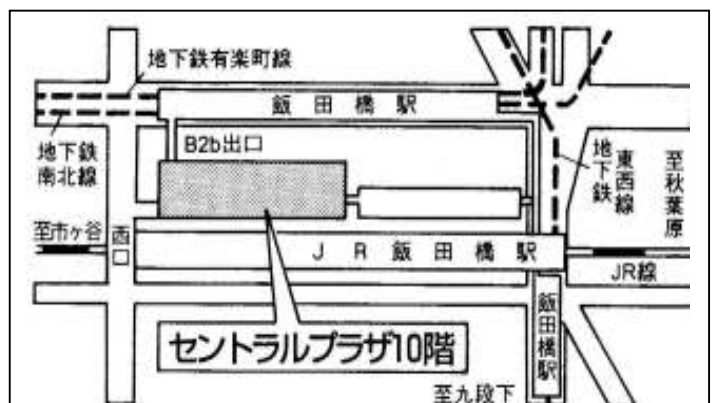 地下鉄有楽町線
飯田橋駅
B2b出口
地下鉄
南北線
地下鉄
東西線
至秋葉原
至市ヶ谷
西口
JR飯田橋駅
JR線
飯田橋駅
セントラルプラザ10階
至九段下